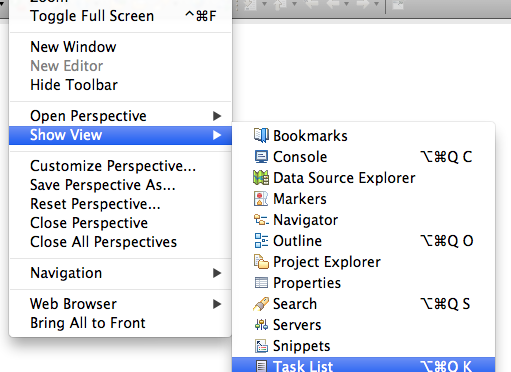 Zoom
Toggle Full Screen ^⌘F
New Window
New Editor
Hide Toolbar
Open Perspective ▶
Show View ▶
Customize Perspective...
Save Perspective As...
Reset Perspective...
Close Perspective
Close All Perspectives
Navigation ▶
Web Browser ▶
Bring All to Front
Bookmarks
Console ⌥⌘Q C
Data Source Explorer
Markers
Navigator
Outline ⌥⌘Q O
Project Explorer
Properties
Search ⌥⌘Q S
Servers
Snippets
Task List ⌥⌘Q K